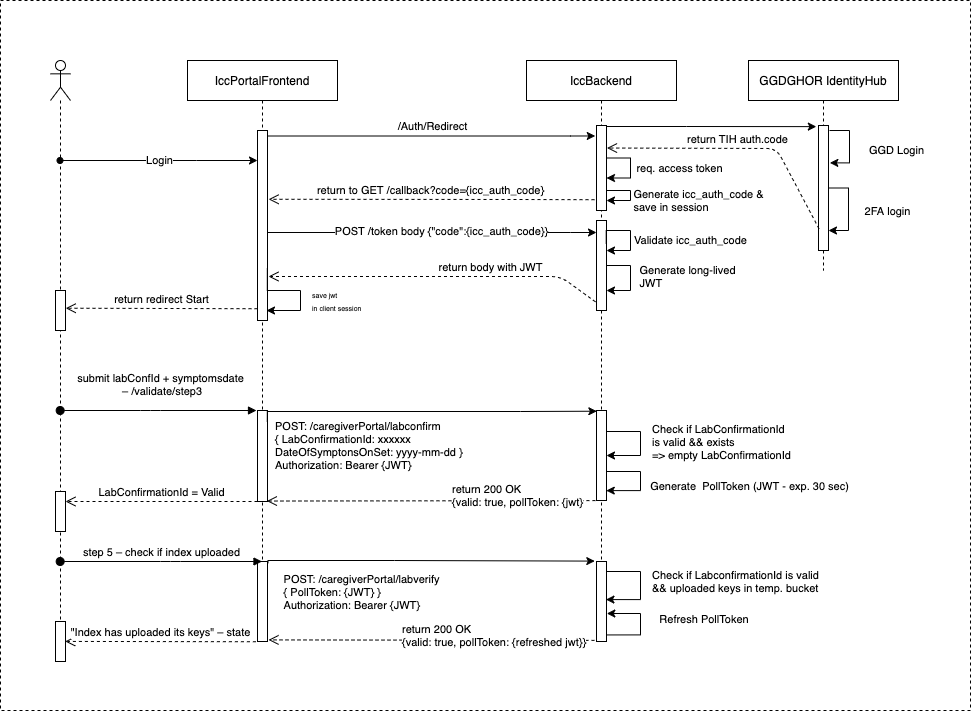 IccPortalFrontend
IccBackend
GGDGHOR IdentityHub
/Auth/Redirect
return TIH auth.code
GGD Login
Login
req. access token
return to GET /callback?code={icc_auth_code}
Generate icc_auth_code &
save in session
2FA login
POST /token body {"code":{icc_auth_code}}
Validate icc_auth_code
return body with JWT
Generate long-lived
JWT
save jwt
in client session
return redirect Start
submit labConfId + symptomsdate
– /validate/step3
POST: /caregiverPortal/labconfirm
{ LabConfirmationId: xxxxxx
DateOfSymptonsOnSet: yyyy-mm-dd }
Authorization: Bearer {JWT}
Check if LabConfirmationId
is valid && exists
=> empty LabConfirmationId
Generate PollToken (JWT - exp. 30 sec)
LabConfirmationId = Valid
return 200 OK
{valid: true, pollToken: {jwt}
step 5 – check if index uploaded
POST: /caregiverPortal/labverify
{ PollToken: {JWT} }
Authorization: Bearer {JWT}
Check if LabconfirmationId is valid
&& uploaded keys in temp. bucket
Refresh PollToken
"Index has uploaded its keys" – state
return 200 OK
{valid: true, pollToken: {refreshed jwt}}